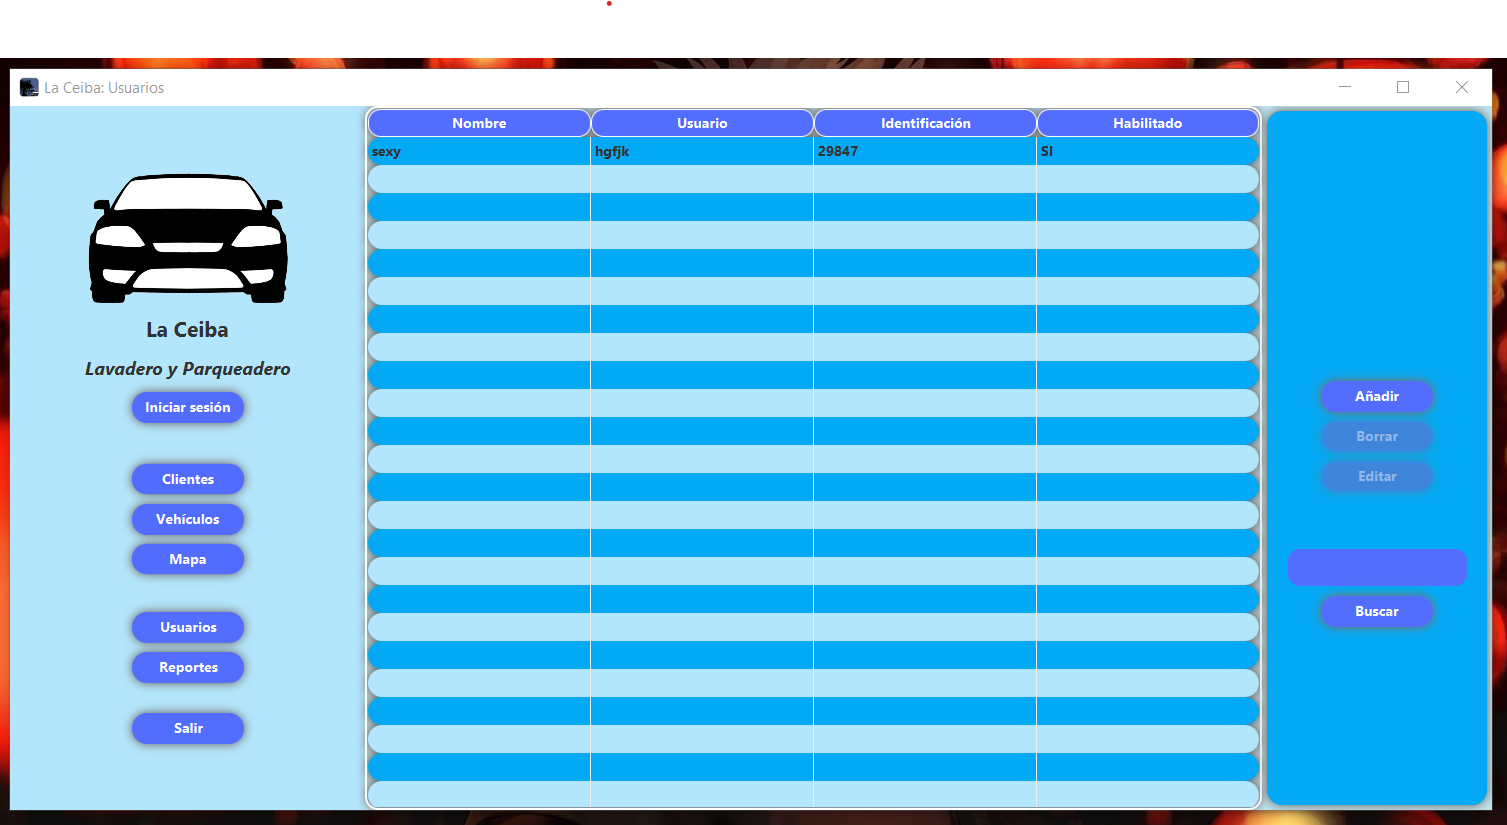 La Ceiba: Usuarios
La Ceiba
Lavadero y Parqueadero
Iniciar sesión
Clientes
Vehículos
Mapa
Usuarios
Reportes
Salir
Nombre Usuario Identificación Habilitado
sexy hgfjk 29847 SI
Añadir
Borrar
Editar
Buscar